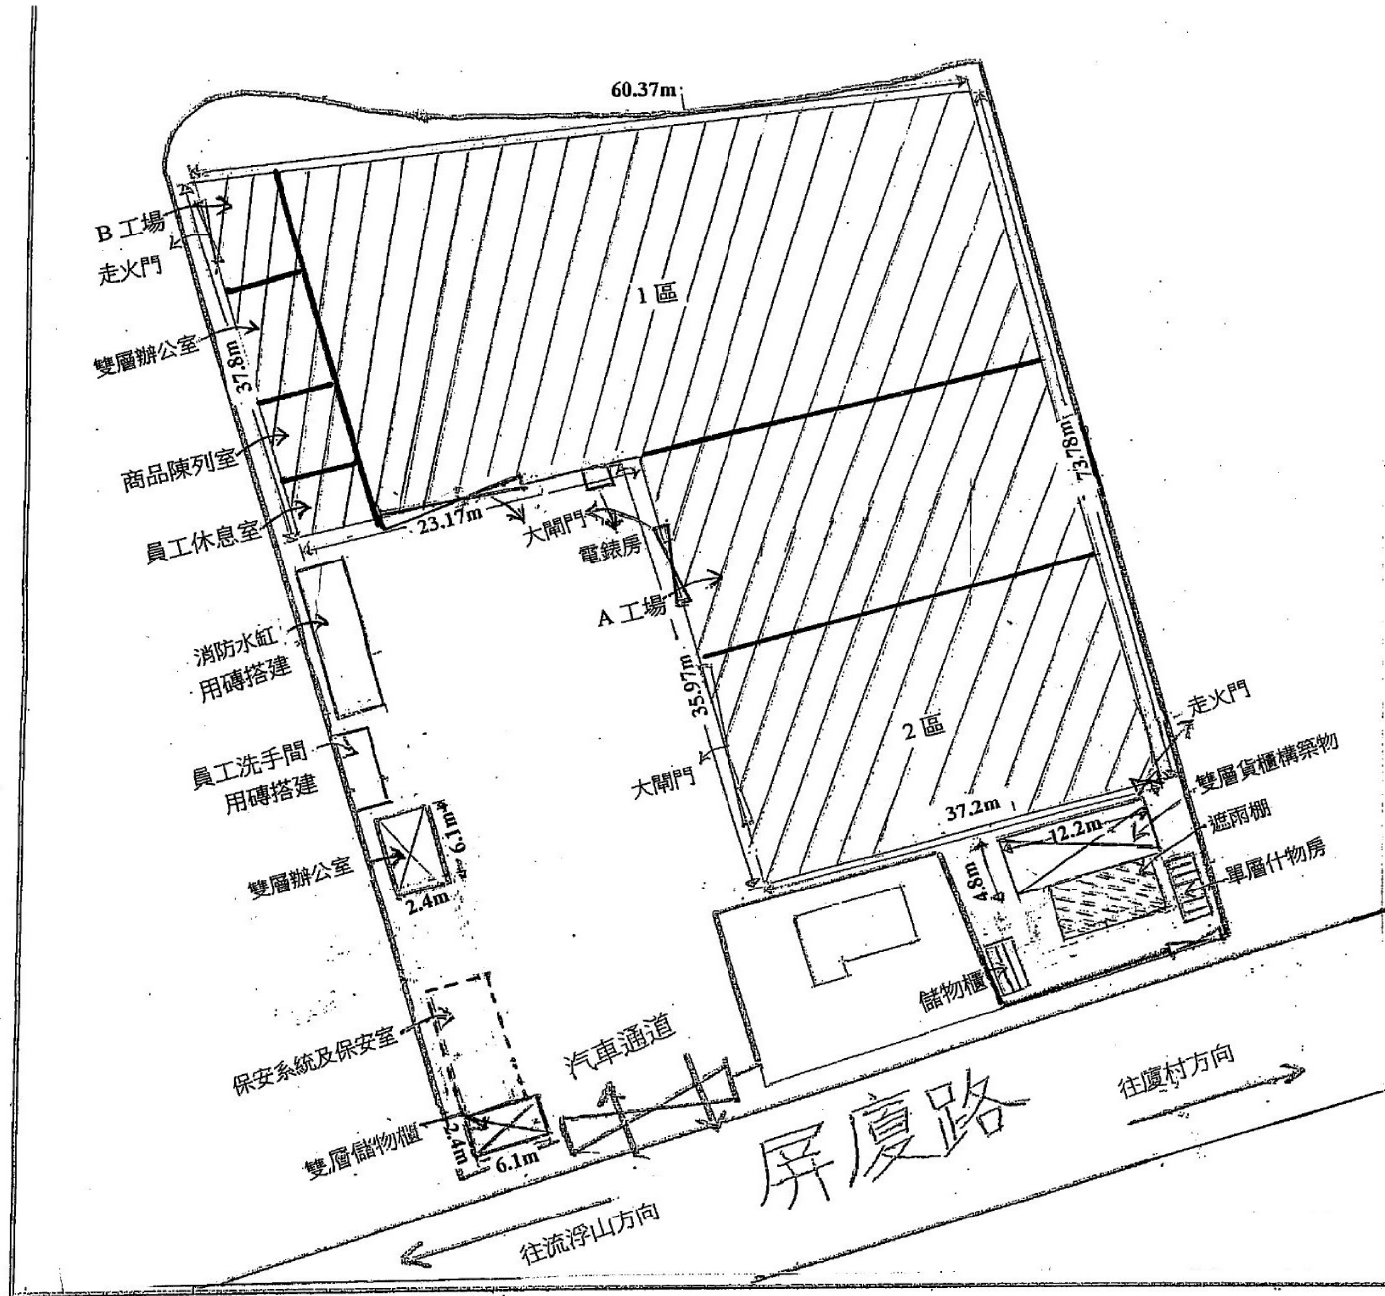 60.37m
B 工場
走火門
1 區
雙層辦公室
37.8m
商品陳列室
73.78m
員工休息室
23.17m
大閘門
電錶房
A 工場
消防水缸
用磚搭建
35.97m
走火門
2 區
員工洗手間
用磚搭建
大閘門
雙層貨櫃構築物
37.2m
12.2m
遮雨棚
6.1m
單層什物房
雙層辦公室
2.4m
4.8m
儲物櫃
保安系統及保安室
汽車通道
往廈村方向
屏廈路
雙層儲物櫃
2.4m
6.1m
往流浮山方向